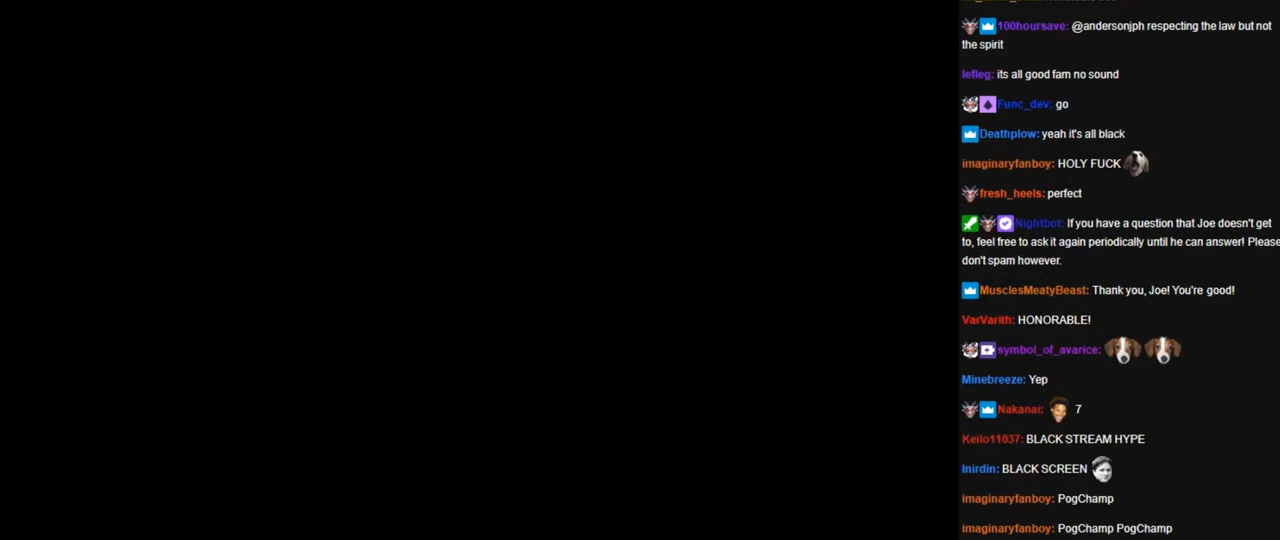 100hoursave: @andersonjph respecting the law but not
the spirit
lefleg: its all good fam no sound
Func_dev: go
Deathplow: yeah it's all black
imaginaryfanboy: HOLY FUCK
fresh_heels: perfect
Nightbot: If you have a question that Joe doesn't get
to, feel free to ask it again periodically until he can answer! Please
don't spam however.
MusclesMeatyBeast: Thank you, Joe! You're good!
VarVarith: HONORABLE!
symbol_of_avarice:
Minebreeze: Yep
Nakanai: 7
Keilo11037: BLACK STREAM HYPE
Inirdin: BLACK SCREEN
imaginaryfanboy: PogChamp
imaginaryfanboy: PogChamp PogChamp